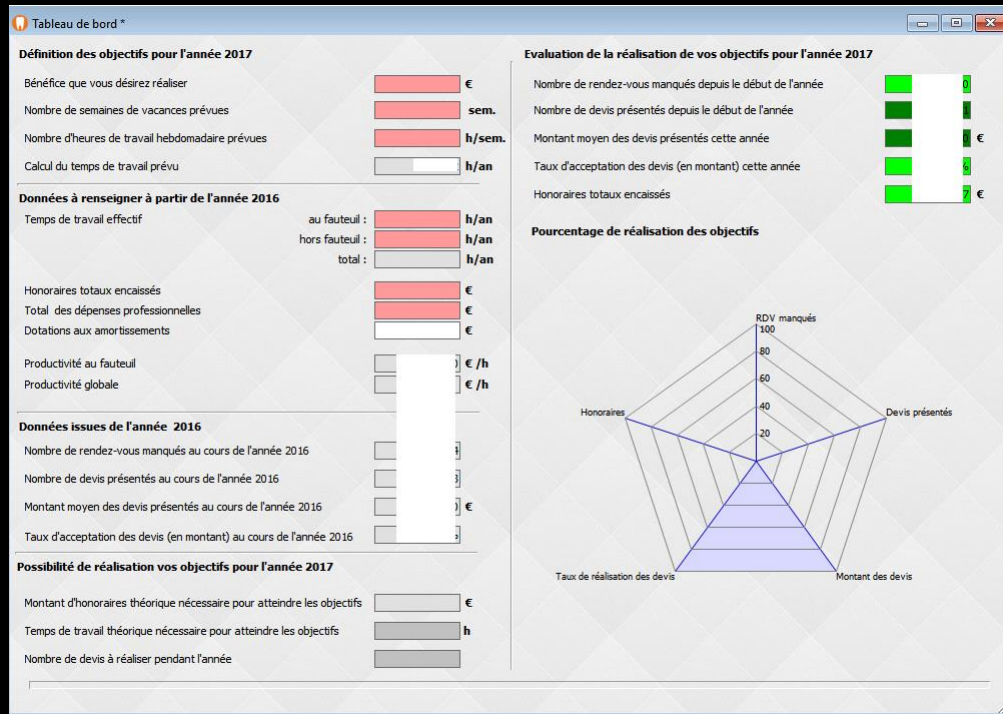 Tableau de bord *
Définition des objectifs pour l'année 2017
Bénéfice que vous désirez réaliser €
Nombre de semaines de vacances prévues sem.
Nombre d'heures de travail hebdomadaire prévues h/sem.
Calcul du temps de travail prévu h/an
Données à renseigner à partir de l'année 2016
Temps de travail effectif au fauteuil : h/an
hors fauteuil : h/an
total : h/an
Honoraires totaux encaissés €
Total des dépenses professionnelles €
Dotations aux amortissements €
Productivité au fauteuil € /h
Productivité globale € /h
Données issues de l'année 2016
Nombre de rendez-vous manqués au cours de l'année 2016
Nombre de devis présentés au cours de l'année 2016
Montant moyen des devis présentés au cours de l'année 2016 €
Taux d'acceptation des devis (en montant) au cours de l'année 2016
Possibilité de réalisation vos objectifs pour l'année 2017
Montant d'honoraires théorique nécessaire pour atteindre les objectifs €
Temps de travail théorique nécessaire pour atteindre les objectifs h
Nombre de devis à réaliser pendant l'année
Evaluation de la réalisation de vos objectifs pour l'année 2017
Nombre de rendez-vous manqués depuis le début de l'année 0
Nombre de devis présentés depuis le début de l'année 1
Montant moyen des devis présentés cette année 0 €
Taux d'acceptation des devis (en montant) cette année %
Honoraires totaux encaissés 7 €
Pourcentage de réalisation des objectifs
RDV manqués
100
80
60
40
20
Honoraires
Devis présentés
Taux de réalisation des devis
Montant des devis